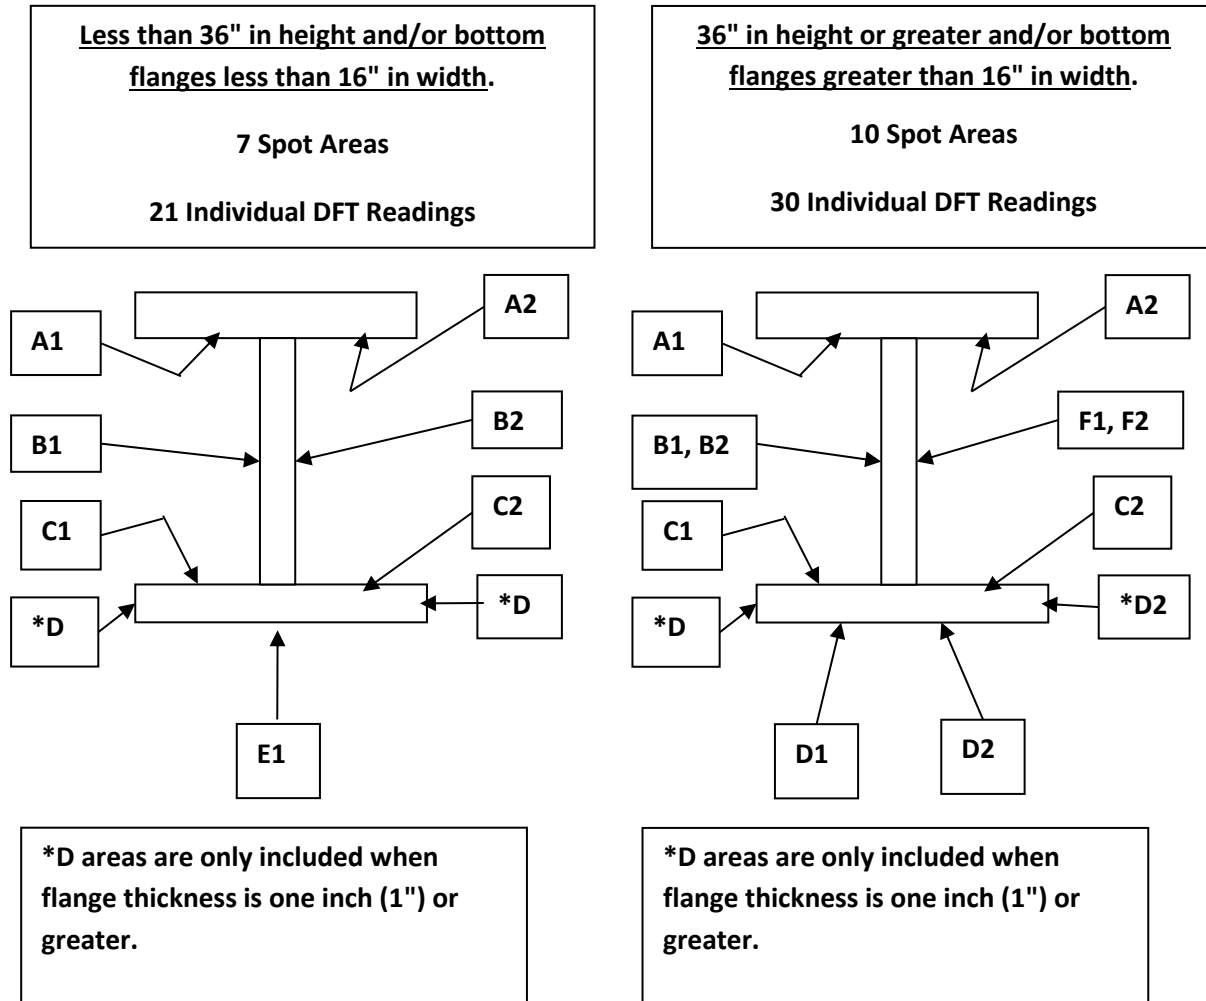 Less than 36" in height and/or bottom
flanges less than 16" in width.
7 Spot Areas
21 Individual DFT Readings
36" in height or greater and/or bottom
flanges greater than 16" in width.
10 Spot Areas
30 Individual DFT Readings
A1
A2
B1
B2
C1
C2
*D
*D
E1
A1
A2
B1, B2
F1, F2
C1
C2
*D
*D2
D1
D2
*D areas are only included when
flange thickness is one inch (1") or
greater.
*D areas are only included when
flange thickness is one inch (1") or
greater.